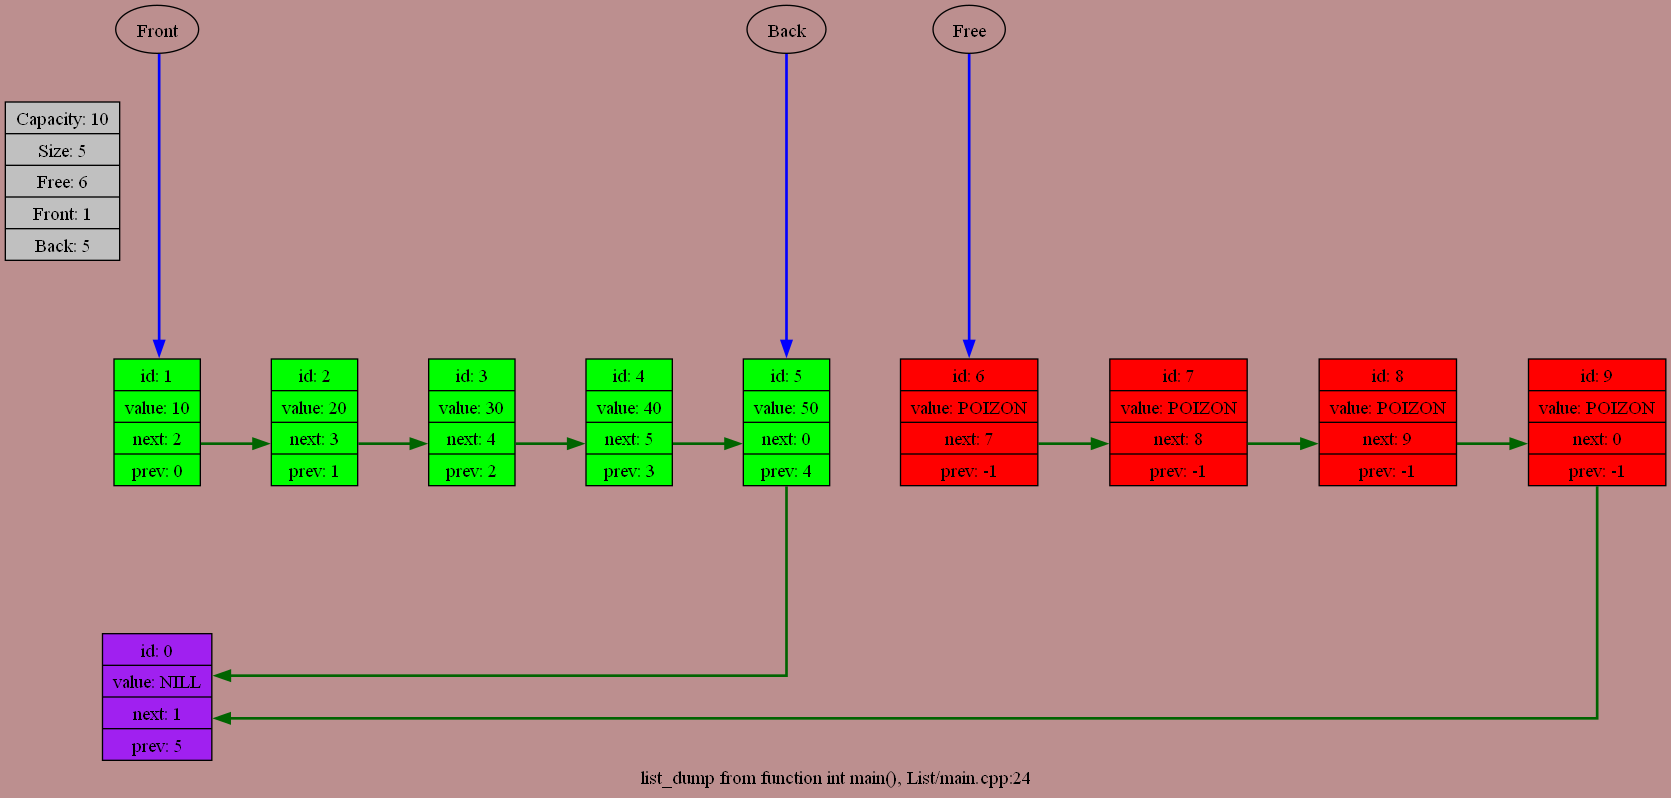 Front
Back
Free
Capacity: 10
Size: 5
Free: 6
Front: 1
Back: 5
id: 1
value: 10
next: 2
prev: 0
id: 2
value: 20
next: 3
prev: 1
id: 3
value: 30
next: 4
prev: 2
id: 4
value: 40
next: 5
prev: 3
id: 5
value: 50
next: 0
prev: 4
id: 6
value: POIZON
next: 7
prev: -1
id: 7
value: POIZON
next: 8
prev: -1
id: 8
value: POIZON
next: 9
prev: -1
id: 9
value: POIZON
next: 0
prev: -1
id: 0
value: NILL
next: 1
prev: 5
list_dump from function int main(), List/main.cpp:24